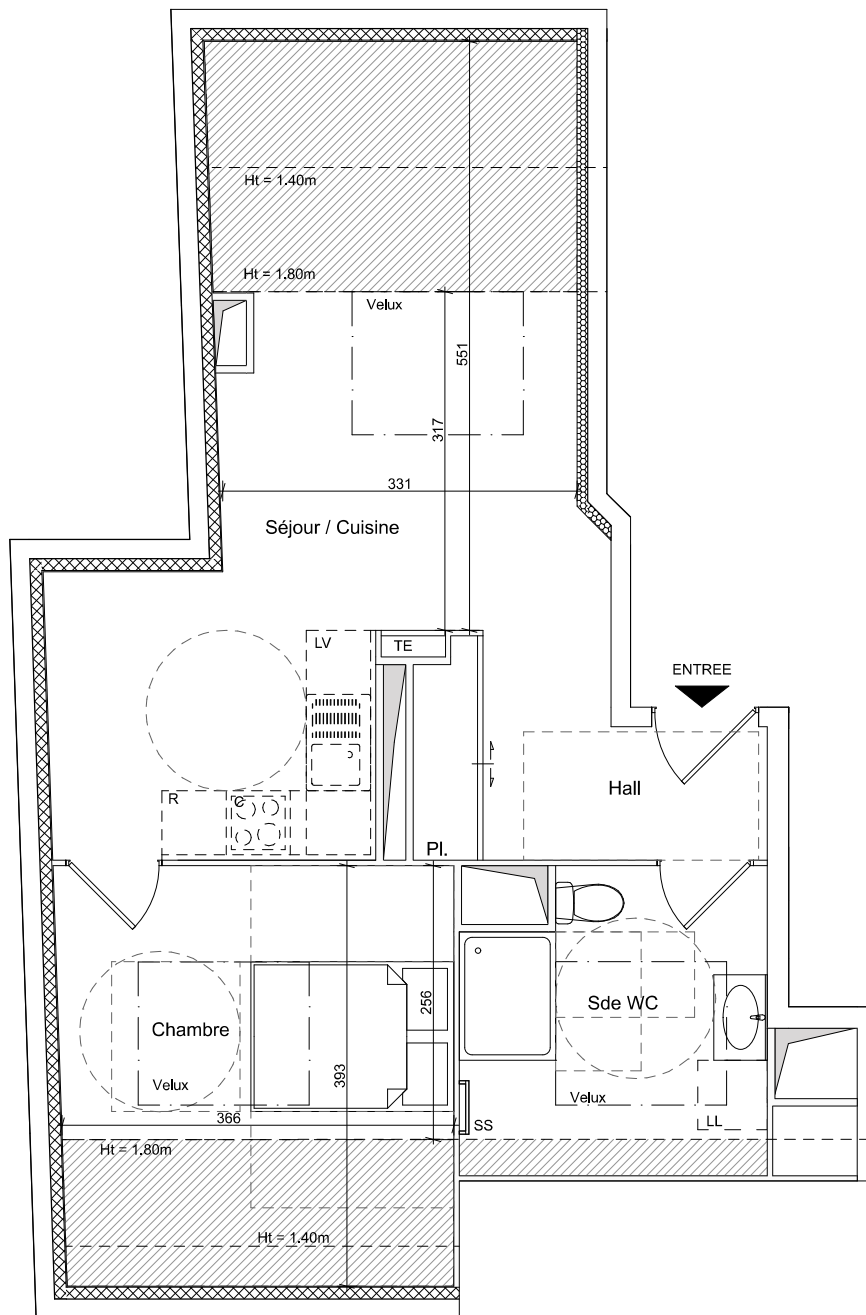 Ht = 1.40m
Ht = 1.80m
Velux
551
317
331
Séjour / Cuisine
LV
TE
ENTREE
R
C
Hall
Pl.
256
Sde WC
Chambre
393
Velux
Velux
366
SS
LL
Ht = 1.80m
Ht = 1.40m